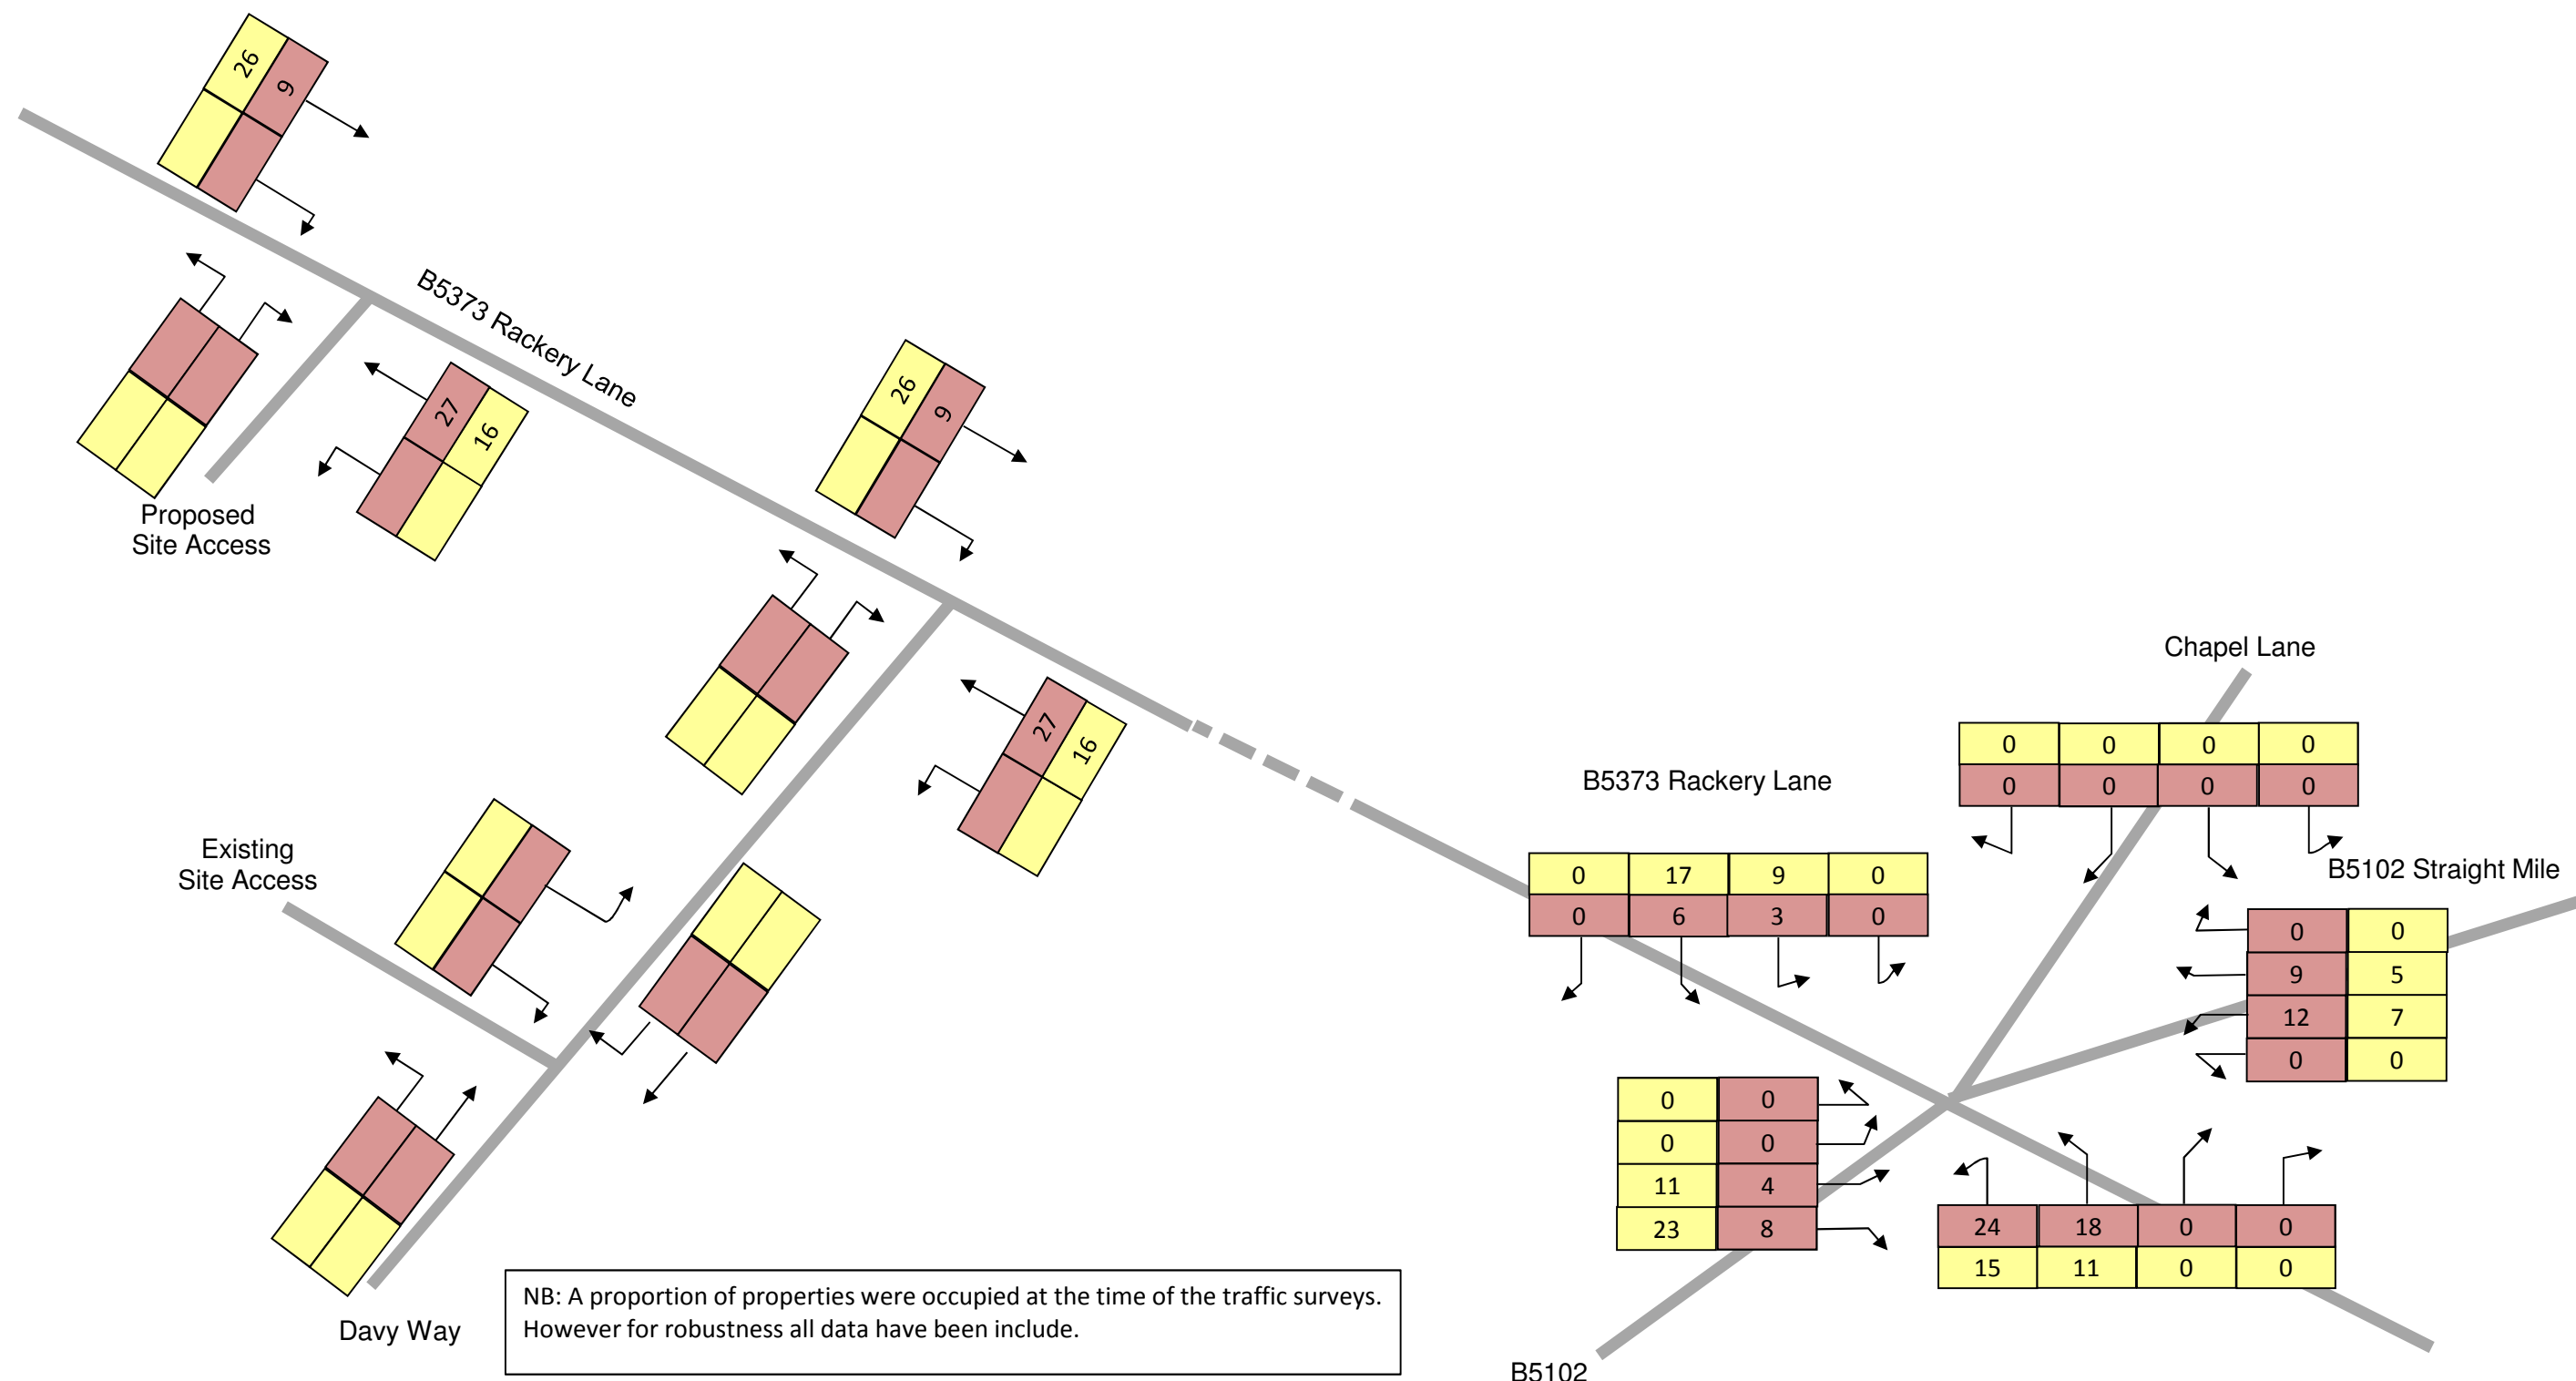 26
9
B5373 Rackery Lane
27
16
Proposed
Site Access
26
9
27
16
Existing
Site Access
Davy Way
Chapel Lane
0 0 0 0
0 0 0 0
B5373 Rackery Lane
0 17 9 0
0 6 3 0
B5102 Straight Mile
0 0
9 5
12 7
0 0
0 0
0 0
11 4
23 8
24 18 0 0
15 11 0 0
NB: A proportion of properties were occupied at the time of the traffic surveys.
However for robustness all data have been include.
B5102